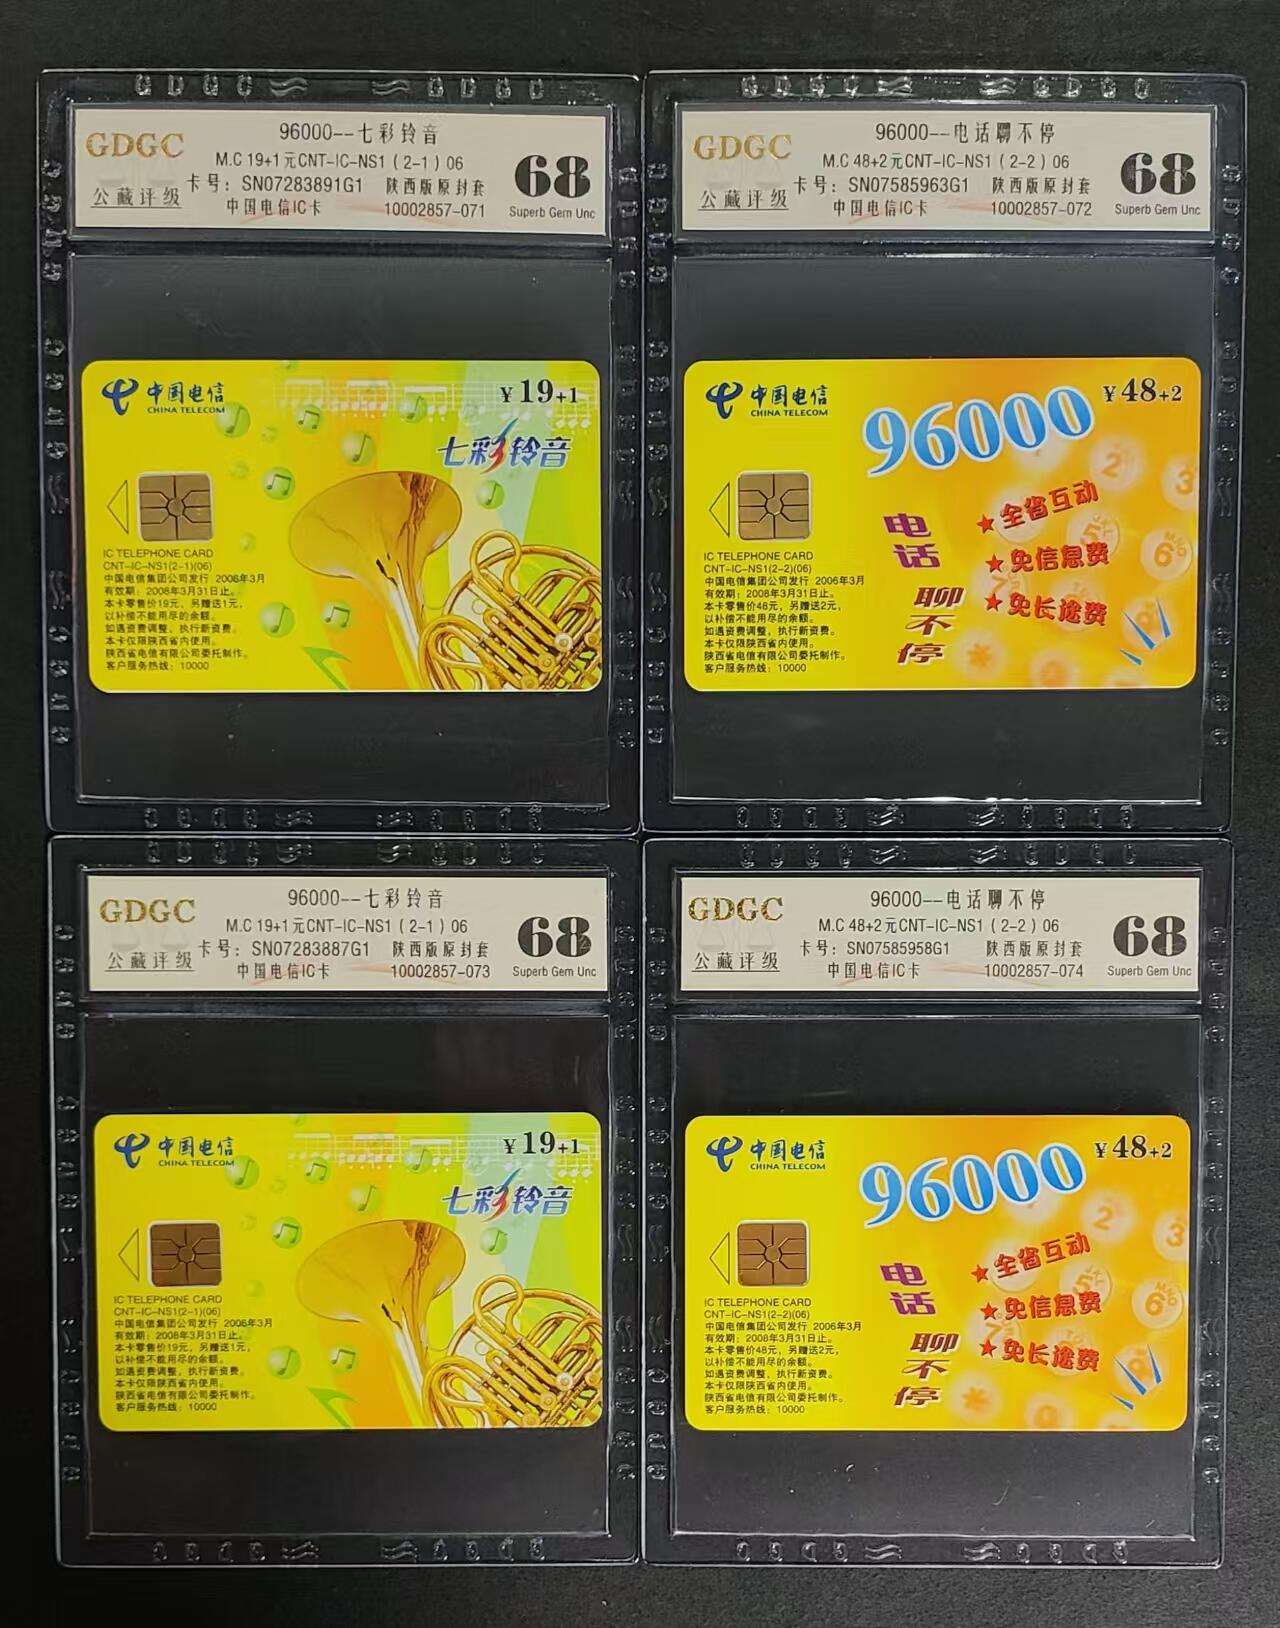 GDGC
公藏评级
96000--七彩铃音
M.C 19+1元CNT-IC-NS1 (2-1) 06
卡号：SN07283891G1 陕西版原封套
中国电信IC卡 10002857-071
68
Superb Gem Unc
中国电信
CHINA TELECOM
¥19+1
七彩铃音
IC TELEPHONE CARD
CNT-IC-NS1(2-1)(06)
中国电信集团公司发行 2006年3月
有效期：2008年3月31日止。
本卡零售价19元，另赠送1元，
以补偿不能用尽的余额。
如遇资费调整，执行新资费。
本卡仅限陕西省内使用。
陕西省电信有限公司委托制作。
客户服务热线：10000
GDGC
公藏评级
96000--电话聊不停
M.C 48+2元CNT-IC-NS1 (2-2) 06
卡号：SN07585963G1 陕西版原封套
中国电信IC卡 10002857-072
68
Superb Gem Unc
中国电信
CHINA TELECOM
¥48+2
96000
电话聊不停
★全省互动
★免信息费
★免长途费
IC TELEPHONE CARD
CNT-IC-NS1(2-2)(06)
中国电信集团公司发行 2006年3月
有效期：2008年3月31日止。
本卡零售价48元，另赠送2元，
以补偿不能用尽的余额。
如遇资费调整，执行新资费。
本卡仅限陕西省内使用。
陕西省电信有限公司委托制作。
客户服务热线：10000
GDGC
公藏评级
96000--七彩铃音
M.C 19+1元CNT-IC-NS1 (2-1) 06
卡号：SN07283887G1 陕西版原封套
中国电信IC卡 10002857-073
68
Superb Gem Unc
中国电信
CHINA TELECOM
¥19+1
七彩铃音
IC TELEPHONE CARD
CNT-IC-NS1(2-1)(06)
中国电信集团公司发行 2006年3月
有效期：2008年3月31日止。
本卡零售价19元，另赠送1元，
以补偿不能用尽的余额。
如遇资费调整，执行新资费。
本卡仅限陕西省内使用。
陕西省电信有限公司委托制作。
客户服务热线：10000
GDGC
公藏评级
96000--电话聊不停
M.C 48+2元CNT-IC-NS1 (2-2) 06
卡号：SN07585958G1 陕西版原封套
中国电信IC卡 10002857-074
68
Superb Gem Unc
中国电信
CHINA TELECOM
¥48+2
96000
电话聊不停
★全省互动
★免信息费
★免长途费
IC TELEPHONE CARD
CNT-IC-NS1(2-2)(06)
中国电信集团公司发行 2006年3月
有效期：2008年3月31日止。
本卡零售价48元，另赠送2元，
以补偿不能用尽的余额。
如遇资费调整，执行新资费。
本卡仅限陕西省内使用。
陕西省电信有限公司委托制作。
客户服务热线：10000